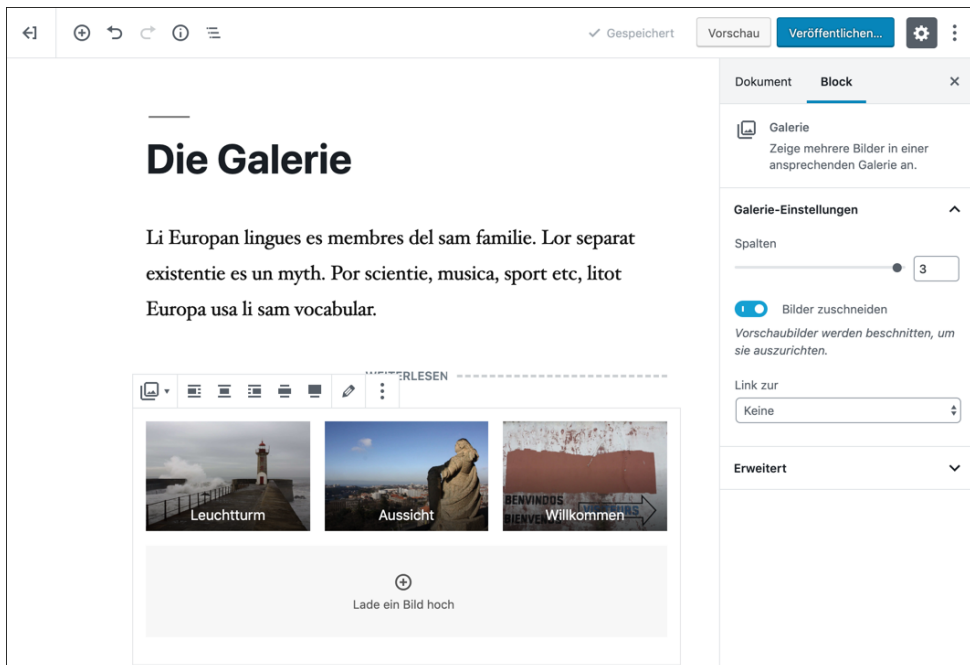 Gespeichert
Vorschau
Veröffentlichen...
Dokument
Block
Galerie
Zeige mehrere Bilder in einer
ansprechenden Galerie an.
Galerie-Einstellungen
Spalten
3
Bilder zuschneiden
Vorschaubilder werden beschnitten, um
sie auszurichten.
Link zur
Keine
Erweitert
Die Galerie
Li Europan lingues es membres del sam familie. Lor separat
existentie es un myth. Por scientie, musica, sport etc, litot
Europa usa li sam vocabular.
WEITERLESEN
BENVINDOS
BIENVEN
Leuchtturm
Aussicht
Willkommen
Lade ein Bild hoch